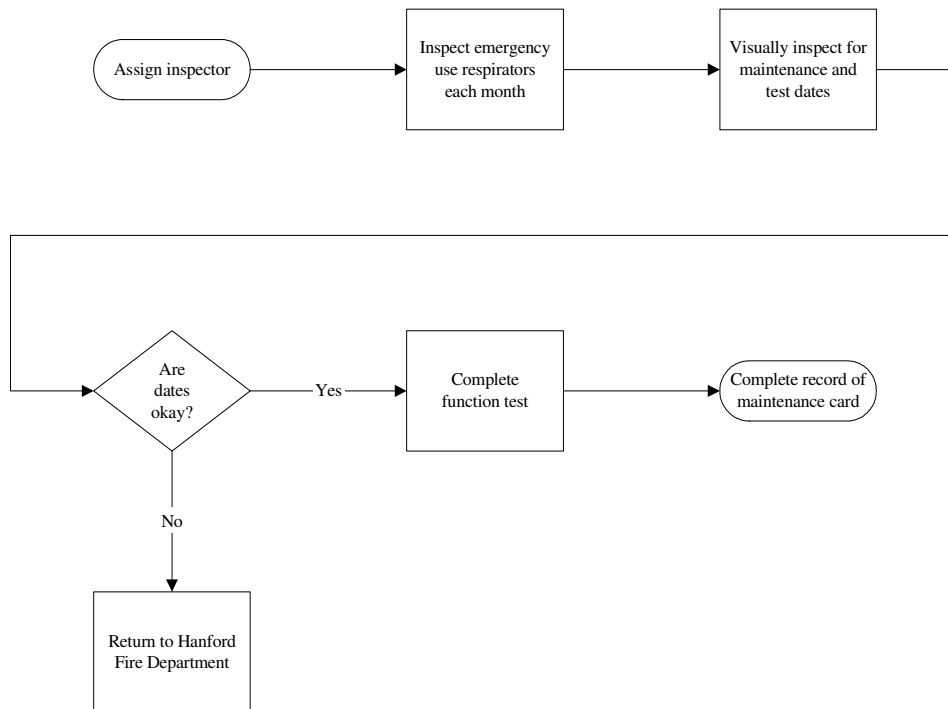 Assign inspector
Inspect emergency
use respirators
each month
Visually inspect for
maintenance and
test dates
Are
dates
okay?
Yes
Complete
function test
Complete record of
maintenance card
No
Return to Hanford
Fire Department